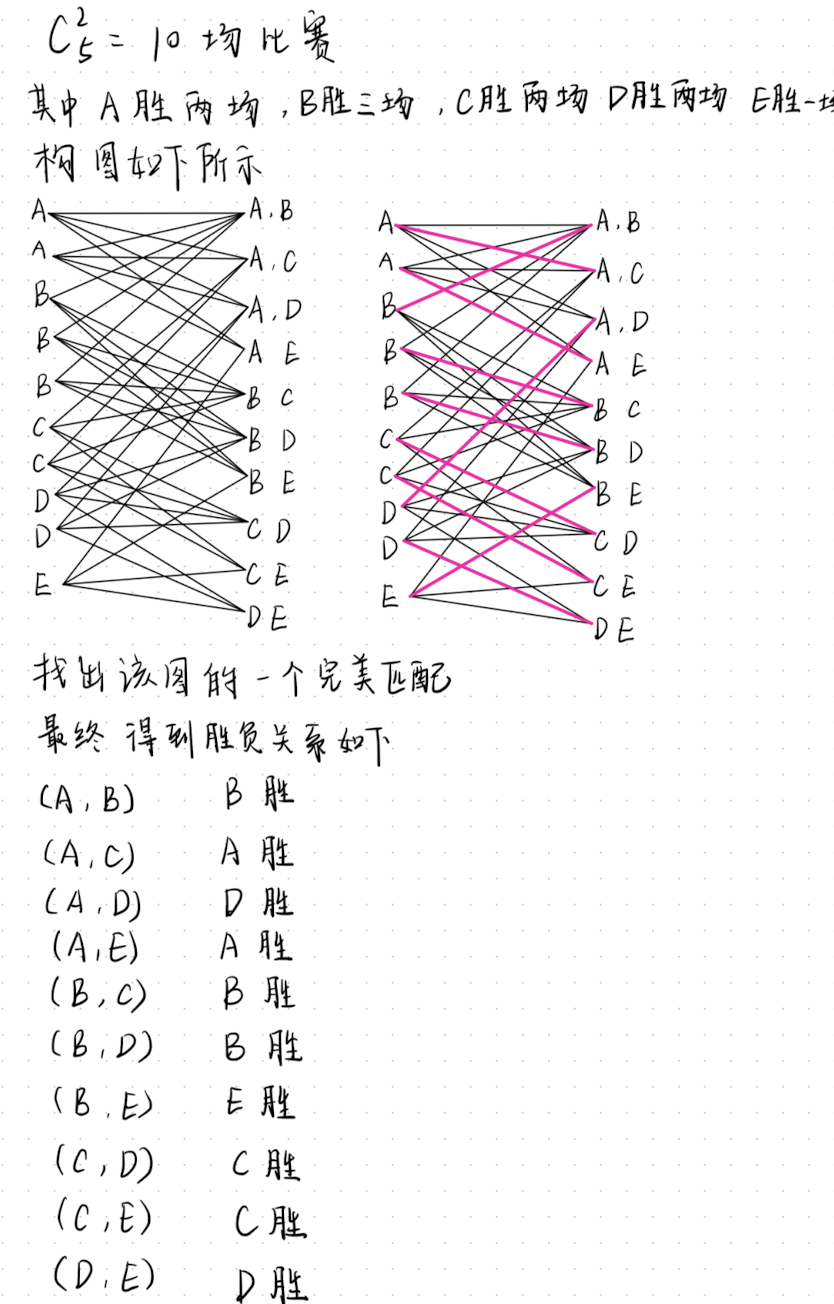 C₅² = 10 场比赛
其中 A胜两场,B胜三场,C胜两场 D胜两场 E胜一场
构图如下所示
A A,B A A,B
A A,C A A,C
B A,D B A,D
B A E B A E
B B C B B C
C B D C B D
C B E C B E
D C D D C D
D C E D C E
E D E E D E
找出该图的一个完美匹配
最终得到胜负关系如下
(A,B) B 胜
(A,C) A 胜
(A,D) D 胜
(A,E) A 胜
(B,C) B 胜
(B,D) B 胜
(B,E) E 胜
(C,D) C 胜
(C,E) C 胜
(D,E) D 胜